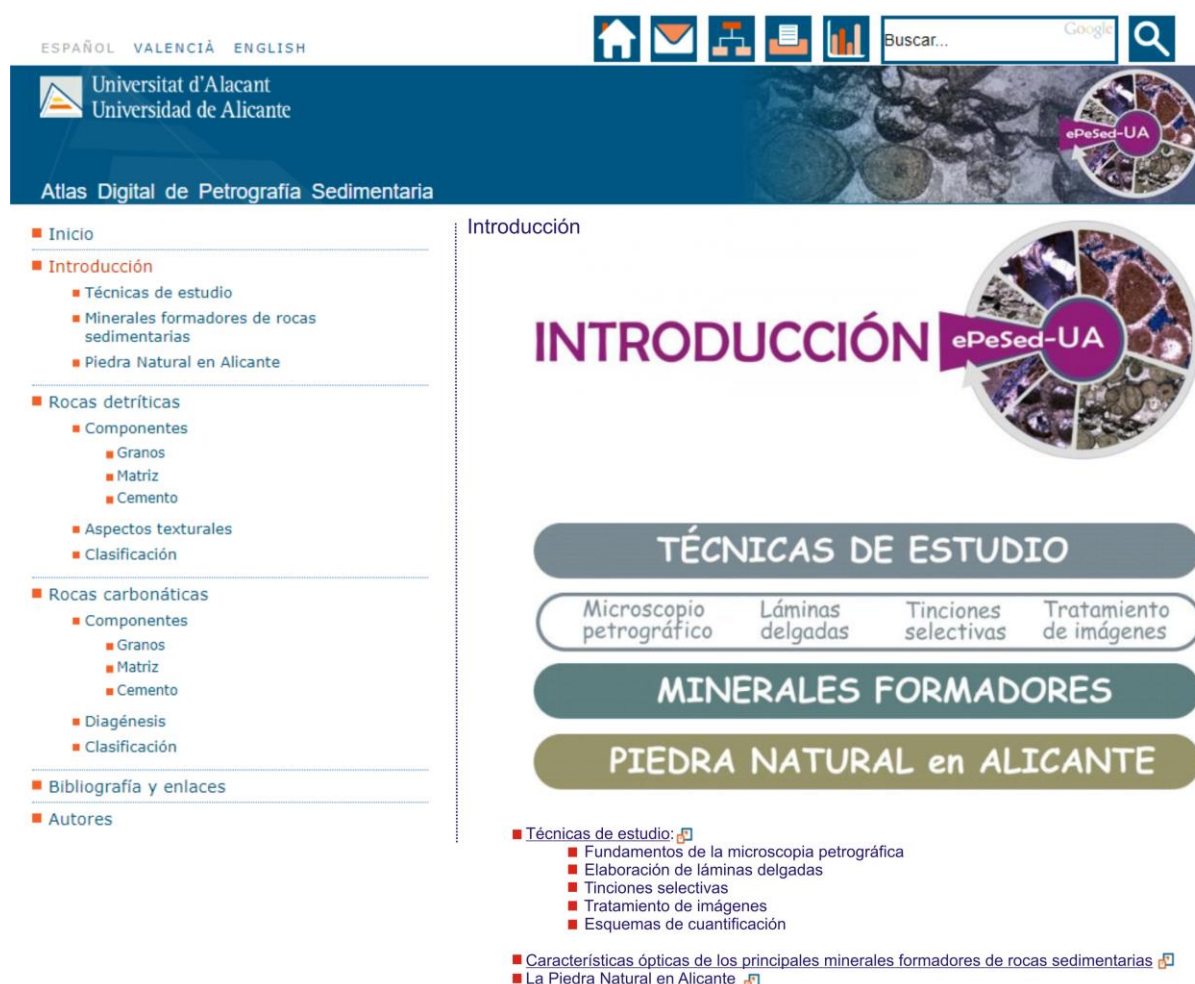 ESPAÑOL VALENCIÀ ENGLISH
Buscar...
Google
Universitat d'Alacant
Universidad de Alicante
ePeSed-UA
Atlas Digital de Petrografía Sedimentaria
Inicio
Introducción
Técnicas de estudio
Minerales formadores de rocas
sedimentarias
Piedra Natural en Alicante
Rocas detríticas
Componentes
Granos
Matriz
Cemento
Aspectos texturales
Clasificación
Rocas carbonáticas
Componentes
Granos
Matriz
Cemento
Diagénesis
Clasificación
Bibliografía y enlaces
Autores
Introducción
INTRODUCCIÓN ePeSed-UA
TÉCNICAS DE ESTUDIO
Microscopio Láminas Tinciones Tratamiento
petrográfico delgadas selectivas de imágenes
MINERALES FORMADORES
PIEDRA NATURAL en ALICANTE
Técnicas de estudio:
Fundamentos de la microscopia petrográfica
Elaboración de láminas delgadas
Tinciones selectivas
Tratamiento de imágenes
Esquemas de cuantificación
Características ópticas de los principales minerales formadores de rocas sedimentarias
La Piedra Natural en Alicante